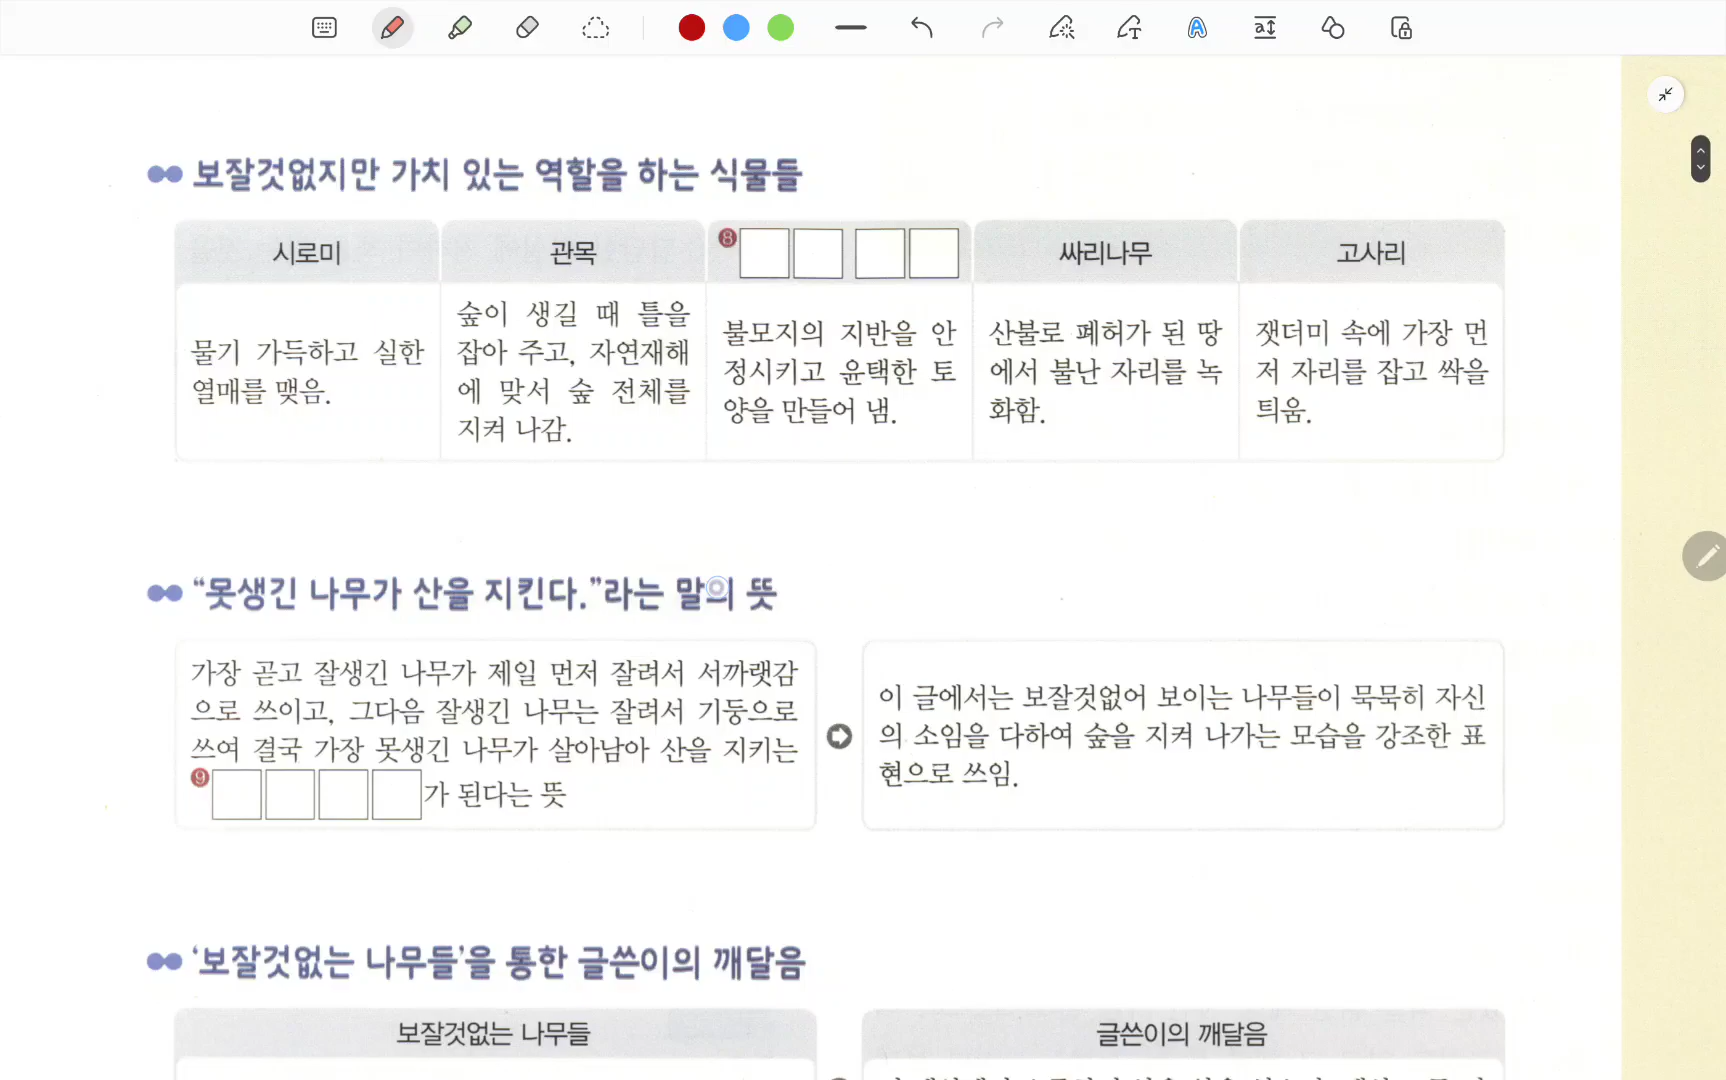 보잘것없지만 가치 있는 역할을 하는 식물들
시로미
관목
8
싸리나무
고사리
물기 가득하고 실한
열매를 맺음.
숲이 생길 때 틀을
잡아 주고, 자연재해
에 맞서 숲 전체를
지켜 나감.
불모지의 지반을 안
정시키고 윤택한 토
양을 만들어 냄.
산불로 폐허가 된 땅
에서 불난 자리를 녹
화함.
잿더미 속에 가장 먼
저 자리를 잡고 싹을
틔움.
“못생긴 나무가 산을 지킨다.”라는 말의 뜻
가장 곧고 잘생긴 나무가 제일 먼저 잘려서 서까랫감
으로 쓰이고, 그다음 잘생긴 나무는 잘려서 기둥으로
쓰여 결국 가장 못생긴 나무가 살아남아 산을 지키는
9 가 된다는 뜻
이 글에서는 보잘것없어 보이는 나무들이 묵묵히 자신
의 소임을 다하여 숲을 지켜 나가는 모습을 강조한 표
현으로 쓰임.
‘보잘것없는 나무들’을 통한 글쓴이의 깨달음
보잘것없는 나무들
글쓴이의 깨달음